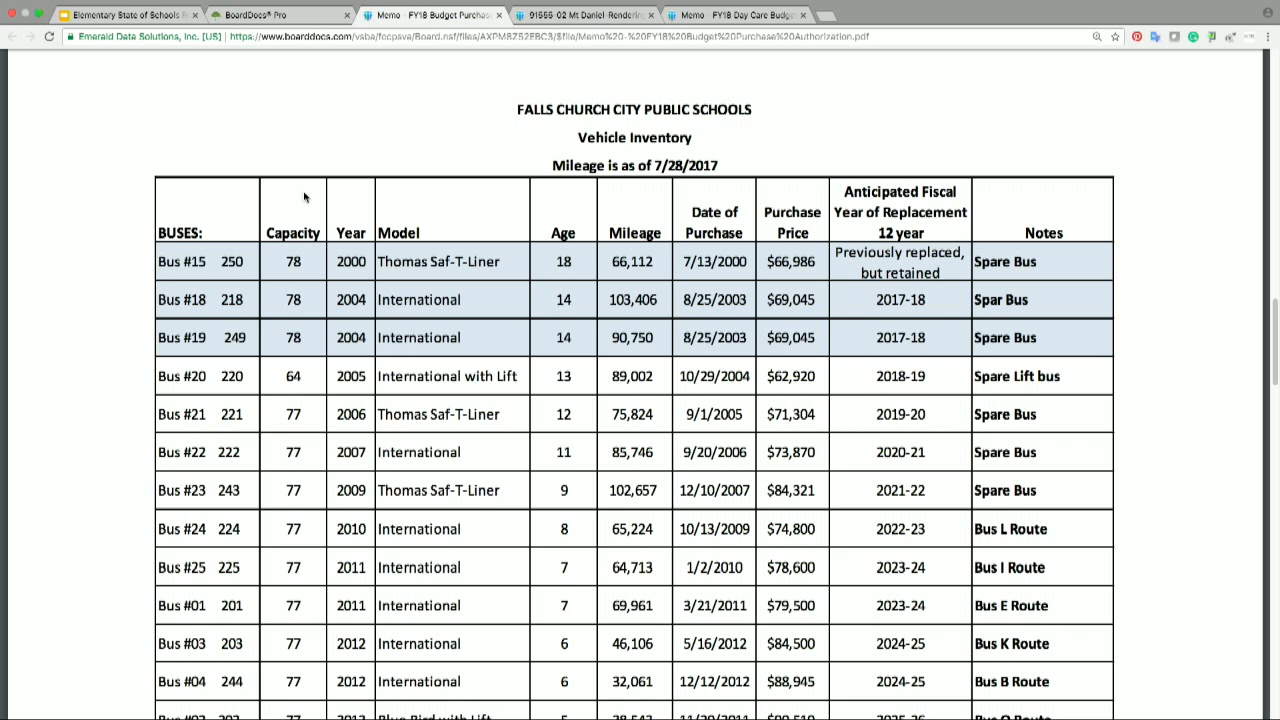 Elementary State of Schools
BoardDocs® Pro
Memo - FY18 Budget Purchas
91555-02 Mt Daniel-Rendering
Memo - FY18 Day Care Budge
Emerald Data Solutions, Inc. [US] https://www.boarddocs.com/vsba/fccpsva/Board.nsf/files/AXPM8Z52EBC3/$file/Memo%20-%20FY18%20Budget%20Purchase%20Authorization.pdf
FALLS CHURCH CITY PUBLIC SCHOOLS
Vehicle Inventory
Mileage is as of 7/28/2017
BUSES: Capacity Year Model Age Mileage Date of Purchase Purchase Price Anticipated Fiscal Year of Replacement 12 year Notes
Bus #15 250 78 2000 Thomas Saf-T-Liner 18 66,112 7/13/2000 $66,986 Previously replaced, but retained Spare Bus
Bus #18 218 78 2004 International 14 103,406 8/25/2003 $69,045 2017-18 Spar Bus
Bus #19 249 78 2004 International 14 90,750 8/25/2003 $69,045 2017-18 Spare Bus
Bus #20 220 64 2005 International with Lift 13 89,002 10/29/2004 $62,920 2018-19 Spare Lift bus
Bus #21 221 77 2006 Thomas Saf-T-Liner 12 75,824 9/1/2005 $71,304 2019-20 Spare Bus
Bus #22 222 77 2007 International 11 85,746 9/20/2006 $73,870 2020-21 Spare Bus
Bus #23 243 77 2009 Thomas Saf-T-Liner 9 102,657 12/10/2007 $84,321 2021-22 Spare Bus
Bus #24 224 77 2010 International 8 65,224 10/13/2009 $74,800 2022-23 Bus L Route
Bus #25 225 77 2011 International 7 64,713 1/2/2010 $78,600 2023-24 Bus I Route
Bus #01 201 77 2011 International 7 69,961 3/21/2011 $79,500 2023-24 Bus E Route
Bus #03 203 77 2012 International 6 46,106 5/16/2012 $84,500 2024-25 Bus K Route
Bus #04 244 77 2012 International 6 32,061 12/12/2012 $88,945 2024-25 Bus B Route